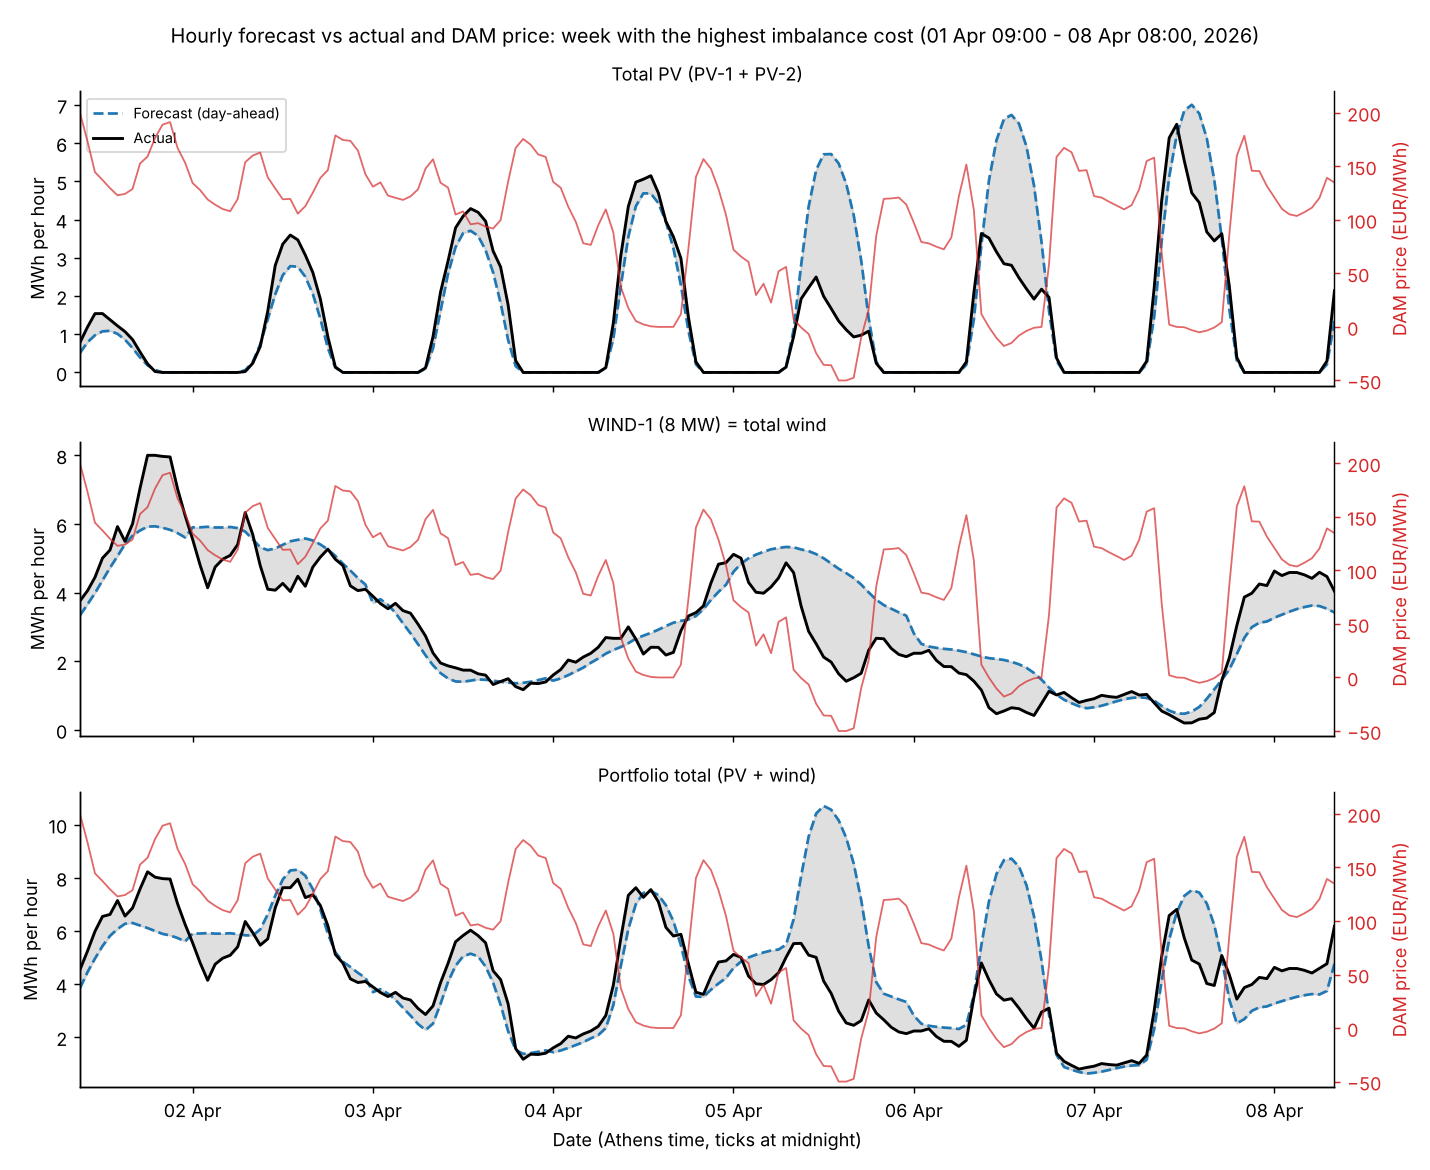 Hourly forecast vs actual and DAM price: week with the highest imbalance cost (01 Apr 09:00 - 08 Apr 08:00, 2026)
Total PV (PV-1 + PV-2)
Forecast (day-ahead)
Actual
MWh per hour
7
6
5
4
3
2
1
0
200
150
100
50
0
−50
DAM price (EUR/MWh)
WIND-1 (8 MW) = total wind
MWh per hour
8
6
4
2
0
200
150
100
50
0
−50
DAM price (EUR/MWh)
Portfolio total (PV + wind)
MWh per hour
10
8
6
4
2
200
150
100
50
0
−50
DAM price (EUR/MWh)
02 Apr
03 Apr
04 Apr
05 Apr
06 Apr
07 Apr
08 Apr
Date (Athens time, ticks at midnight)